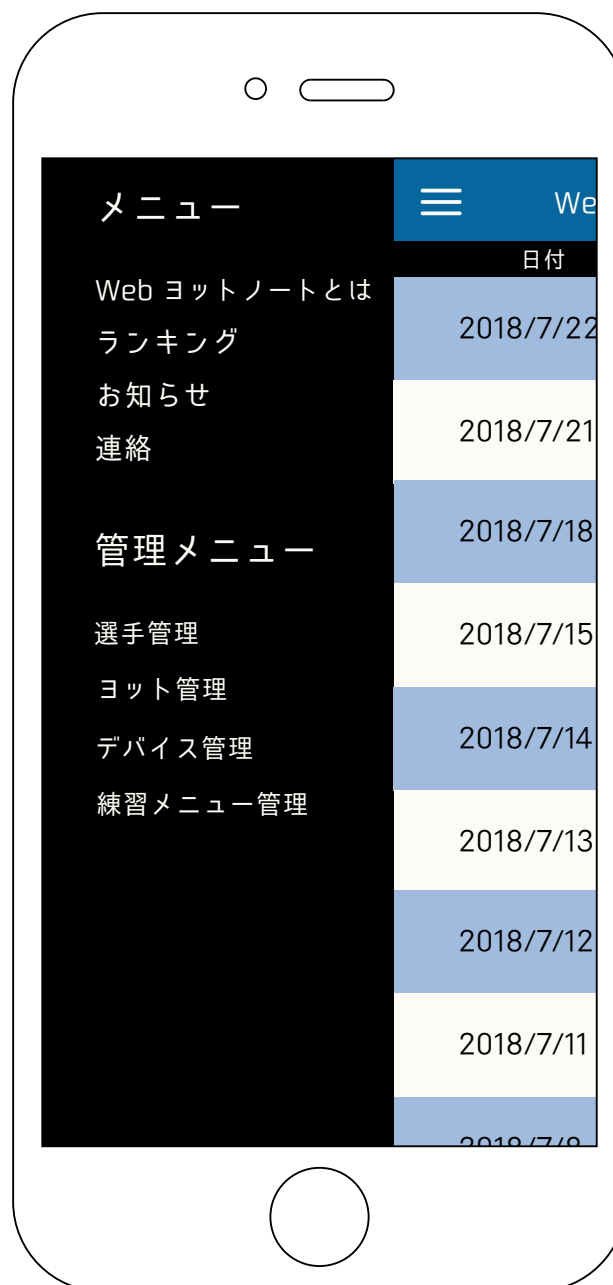 メニュー
Web ヨットノートとは
ランキング
お知らせ
連絡
管理メニュー
選手管理
ヨット管理
デバイス管理
練習メニュー管理
We
日付
2018/7/22
2018/7/21
2018/7/18
2018/7/15
2018/7/14
2018/7/13
2018/7/12
2018/7/11